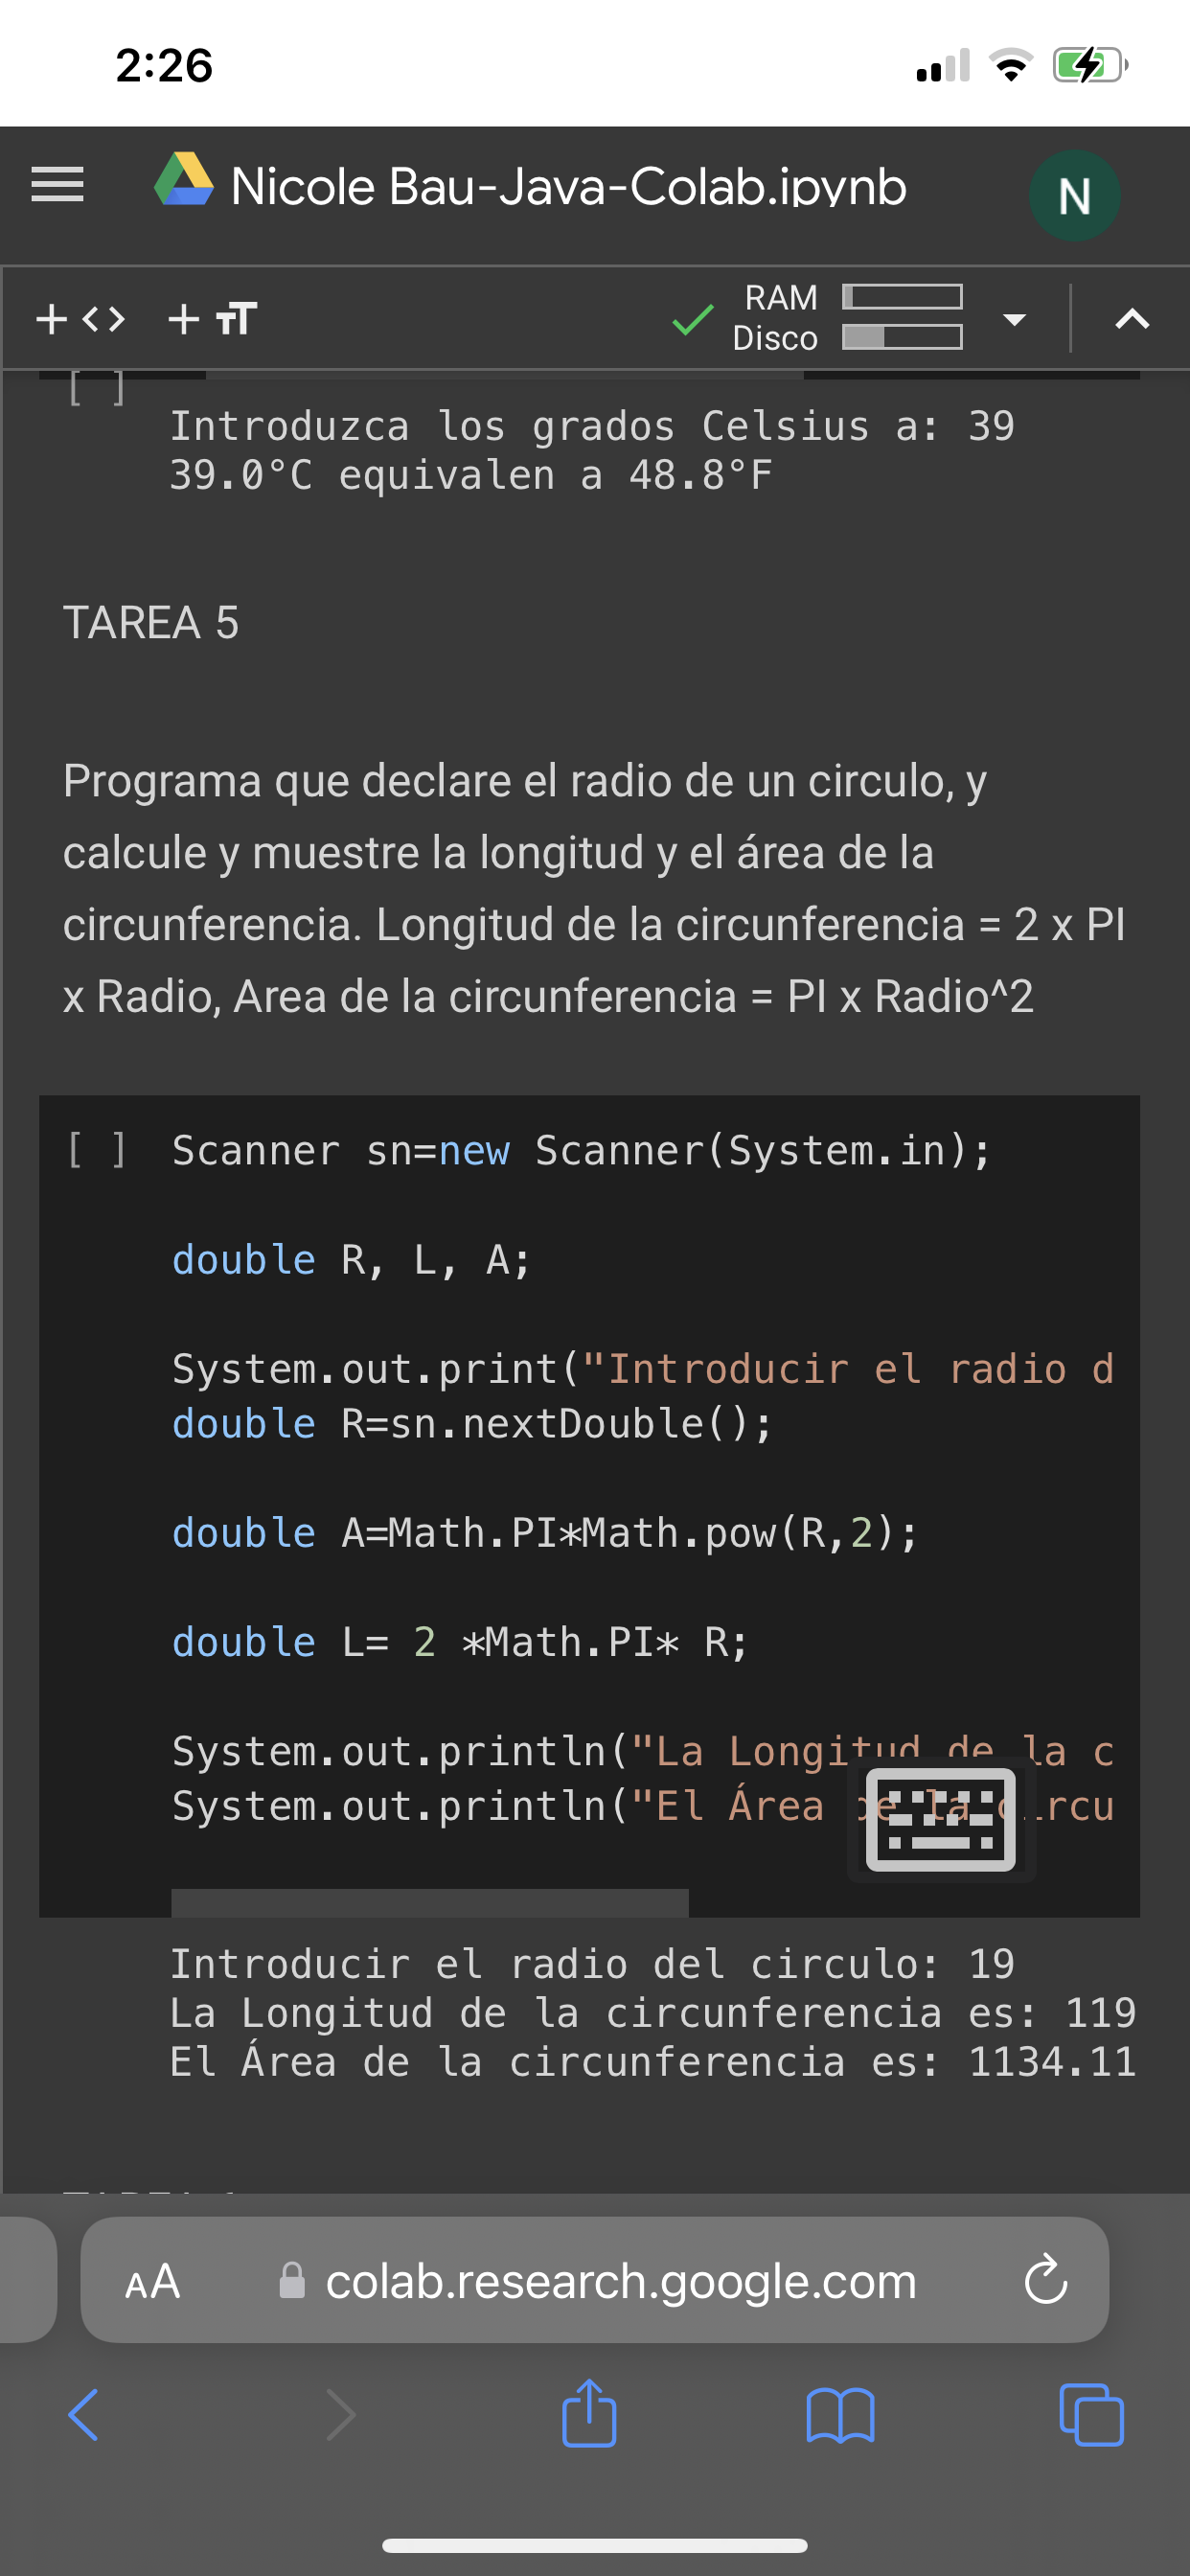 2:26
Nicole Bau-Java-Colab.ipynb
N
+ <> + TT
RAM
Disco
[ ]
Introduzca los grados Celsius a: 39
39.0°C equivalen a 48.8°F
TAREA 5
Programa que declare el radio de un circulo, y
calcule y muestre la longitud y el área de la
circunferencia. Longitud de la circunferencia = 2 x PI
x Radio, Area de la circunferencia = PI x Radio^2
[ ] Scanner sn=new Scanner(System.in);
double R, L, A;
System.out.print("Introducir el radio d
double R=sn.nextDouble();
double A=Math.PI*Math.pow(R,2);
double L= 2 *Math.PI* R;
System.out.println("La Longitud de la c
System.out.println("El Área de la circu
Introducir el radio del circulo: 19
La Longitud de la circunferencia es: 119
El Área de la circunferencia es: 1134.11
AA colab.research.google.com